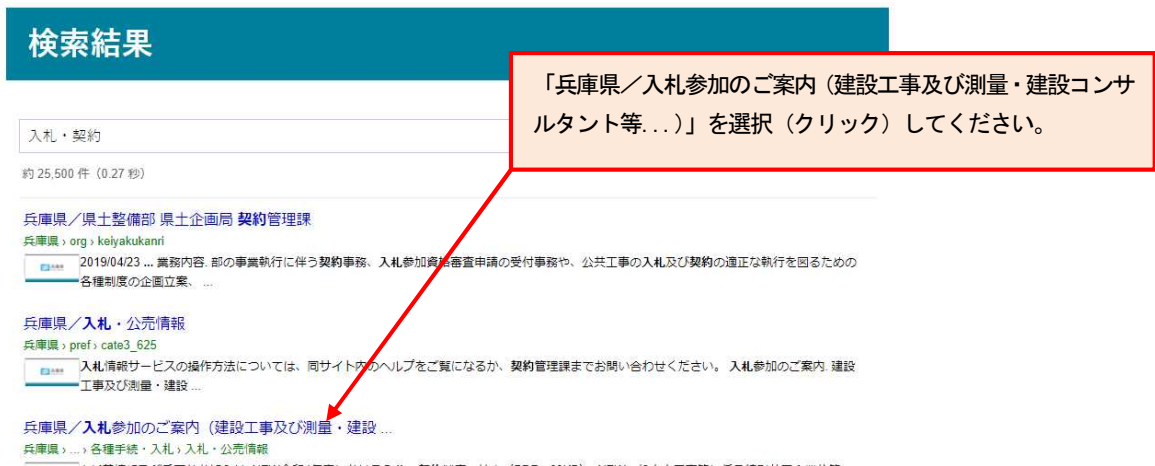 検索結果
「兵庫県／入札参加のご案内（建設工事及び測量・建設コンサ
ルタント等...）」を選択（クリック）してください。
入札・契約
約 25,500 件（0.27 秒）
兵庫県／県土整備部 県土企画局 契約管理課
兵庫県 › org › keiyakukanri
2019/04/23 ... 業務内容. 部の事業執行に伴う契約事務、入札参加資格審査申請の受付事務や、公共工事の入札及び契約の適正な執行を図るための
各種制度の企画立案、 ...
兵庫県／入札・公売情報
兵庫県 › pref › cate3_625
入札情報サービスの操作方法については、同サイト内のヘルプをご覧になるか、契約管理課までお問い合わせください。 入札参加のご案内. 建設
工事及び測量・建設 ...
兵庫県／入札参加のご案内（建設工事及び測量・建設 ...
兵庫県 › ... › 各種手続・入札 › 入札・公売情報